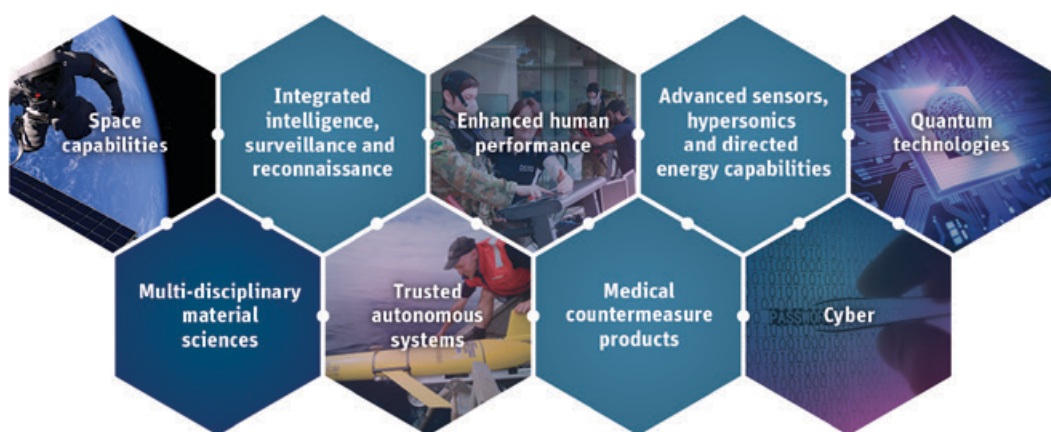 Space
capabilities
Integrated
intelligence,
surveillance and
reconnaissance
Enhanced human
performance
Advanced sensors,
hypersonics
and directed
energy capabilities
Quantum
technologies
Multi-disciplinary
material
sciences
Trusted
autonomous
systems
Medical
countermeasure
products
Cyber